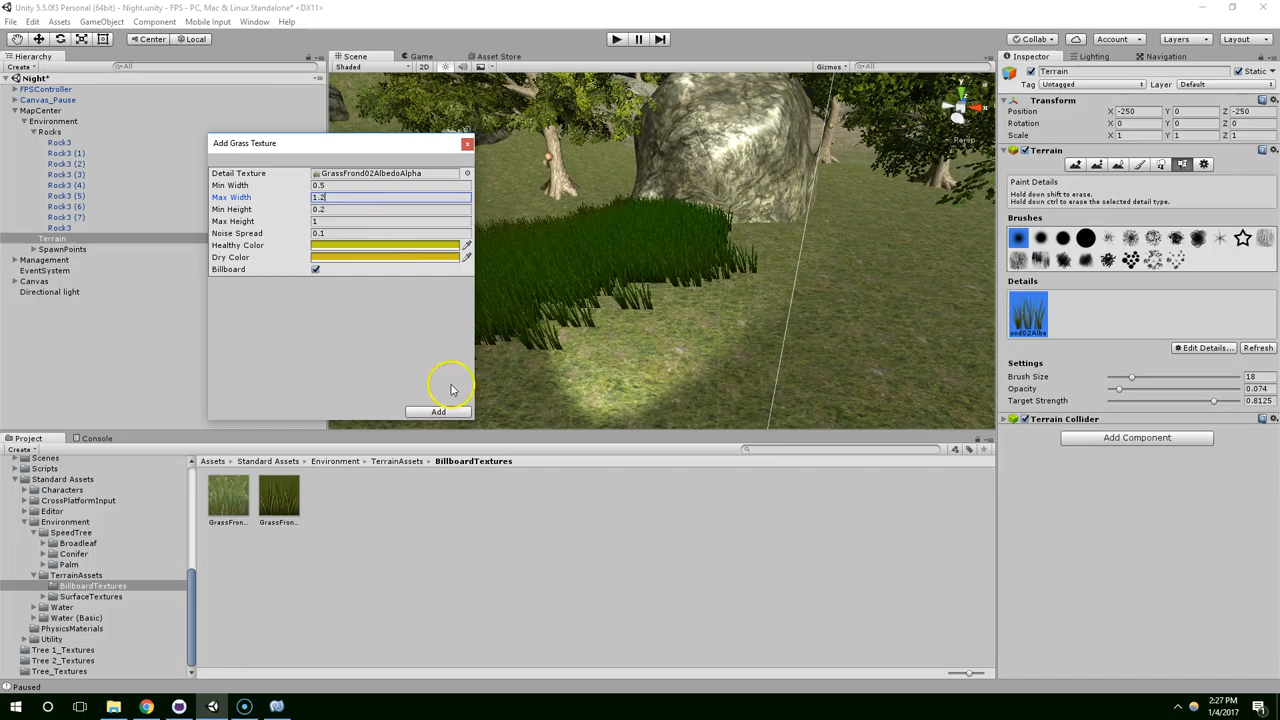 Unity 5.5.0f3 Personal (64bit) - Night.unity - FPS - PC, Mac & Linux Standalone* <DX11>
File Edit Assets GameObject Component Mobile Input Window Help
Center Local Collab Account Layers Layout
Hierarchy
Create All
Night*
FPSController
Canvas_Pause
MapCenter
Environment
Rocks
Rock3
Rock3 (1)
Rock3 (2)
Rock3 (3)
Rock3 (4)
Rock3 (5)
Rock3 (6)
Rock3 (7)
Rock3
Terrain
SpawnPoints
Management
EventSystem
Canvas
Directional light
Scene Game Asset Store
Shaded 2D Gizmos All
y
x
z
Persp
Add Grass Texture
Detail Texture GrassFrond02AlbedoAlpha
Min Width 0.5
Max Width 1.2
Min Height 0.2
Max Height 1
Noise Spread 0.1
Healthy Color
Dry Color
Billboard
Add
Inspector Lighting Navigation
Terrain Static
Tag Untagged Layer Default
Transform
Position X -250 Y 0 Z -250
Rotation X 0 Y 0 Z 0
Scale X 1 Y 1 Z 1
Terrain
Paint Details
Hold down shift to erase.
Hold down ctrl to erase the selected detail type.
Brushes
Details
ond02Albe
Edit Details... Refresh
Settings
Brush Size 18
Opacity 0.074
Target Strength 0.8125
Terrain Collider
Add Component
Project Console
Create
Scenes
Scripts
Standard Assets
Characters
CrossPlatformInput
Editor
Environment
SpeedTree
Broadleaf
Conifer
Palm
TerrainAssets
BillboardTextures
SurfaceTextures
Water
Water (Basic)
PhysicsMaterials
Utility
Tree 1_Textures
Tree 2_Textures
Tree_Textures
Assets Standard Assets Environment TerrainAssets BillboardTextures
GrassFron... GrassFron...
Paused
2:27 PM
1/4/2017